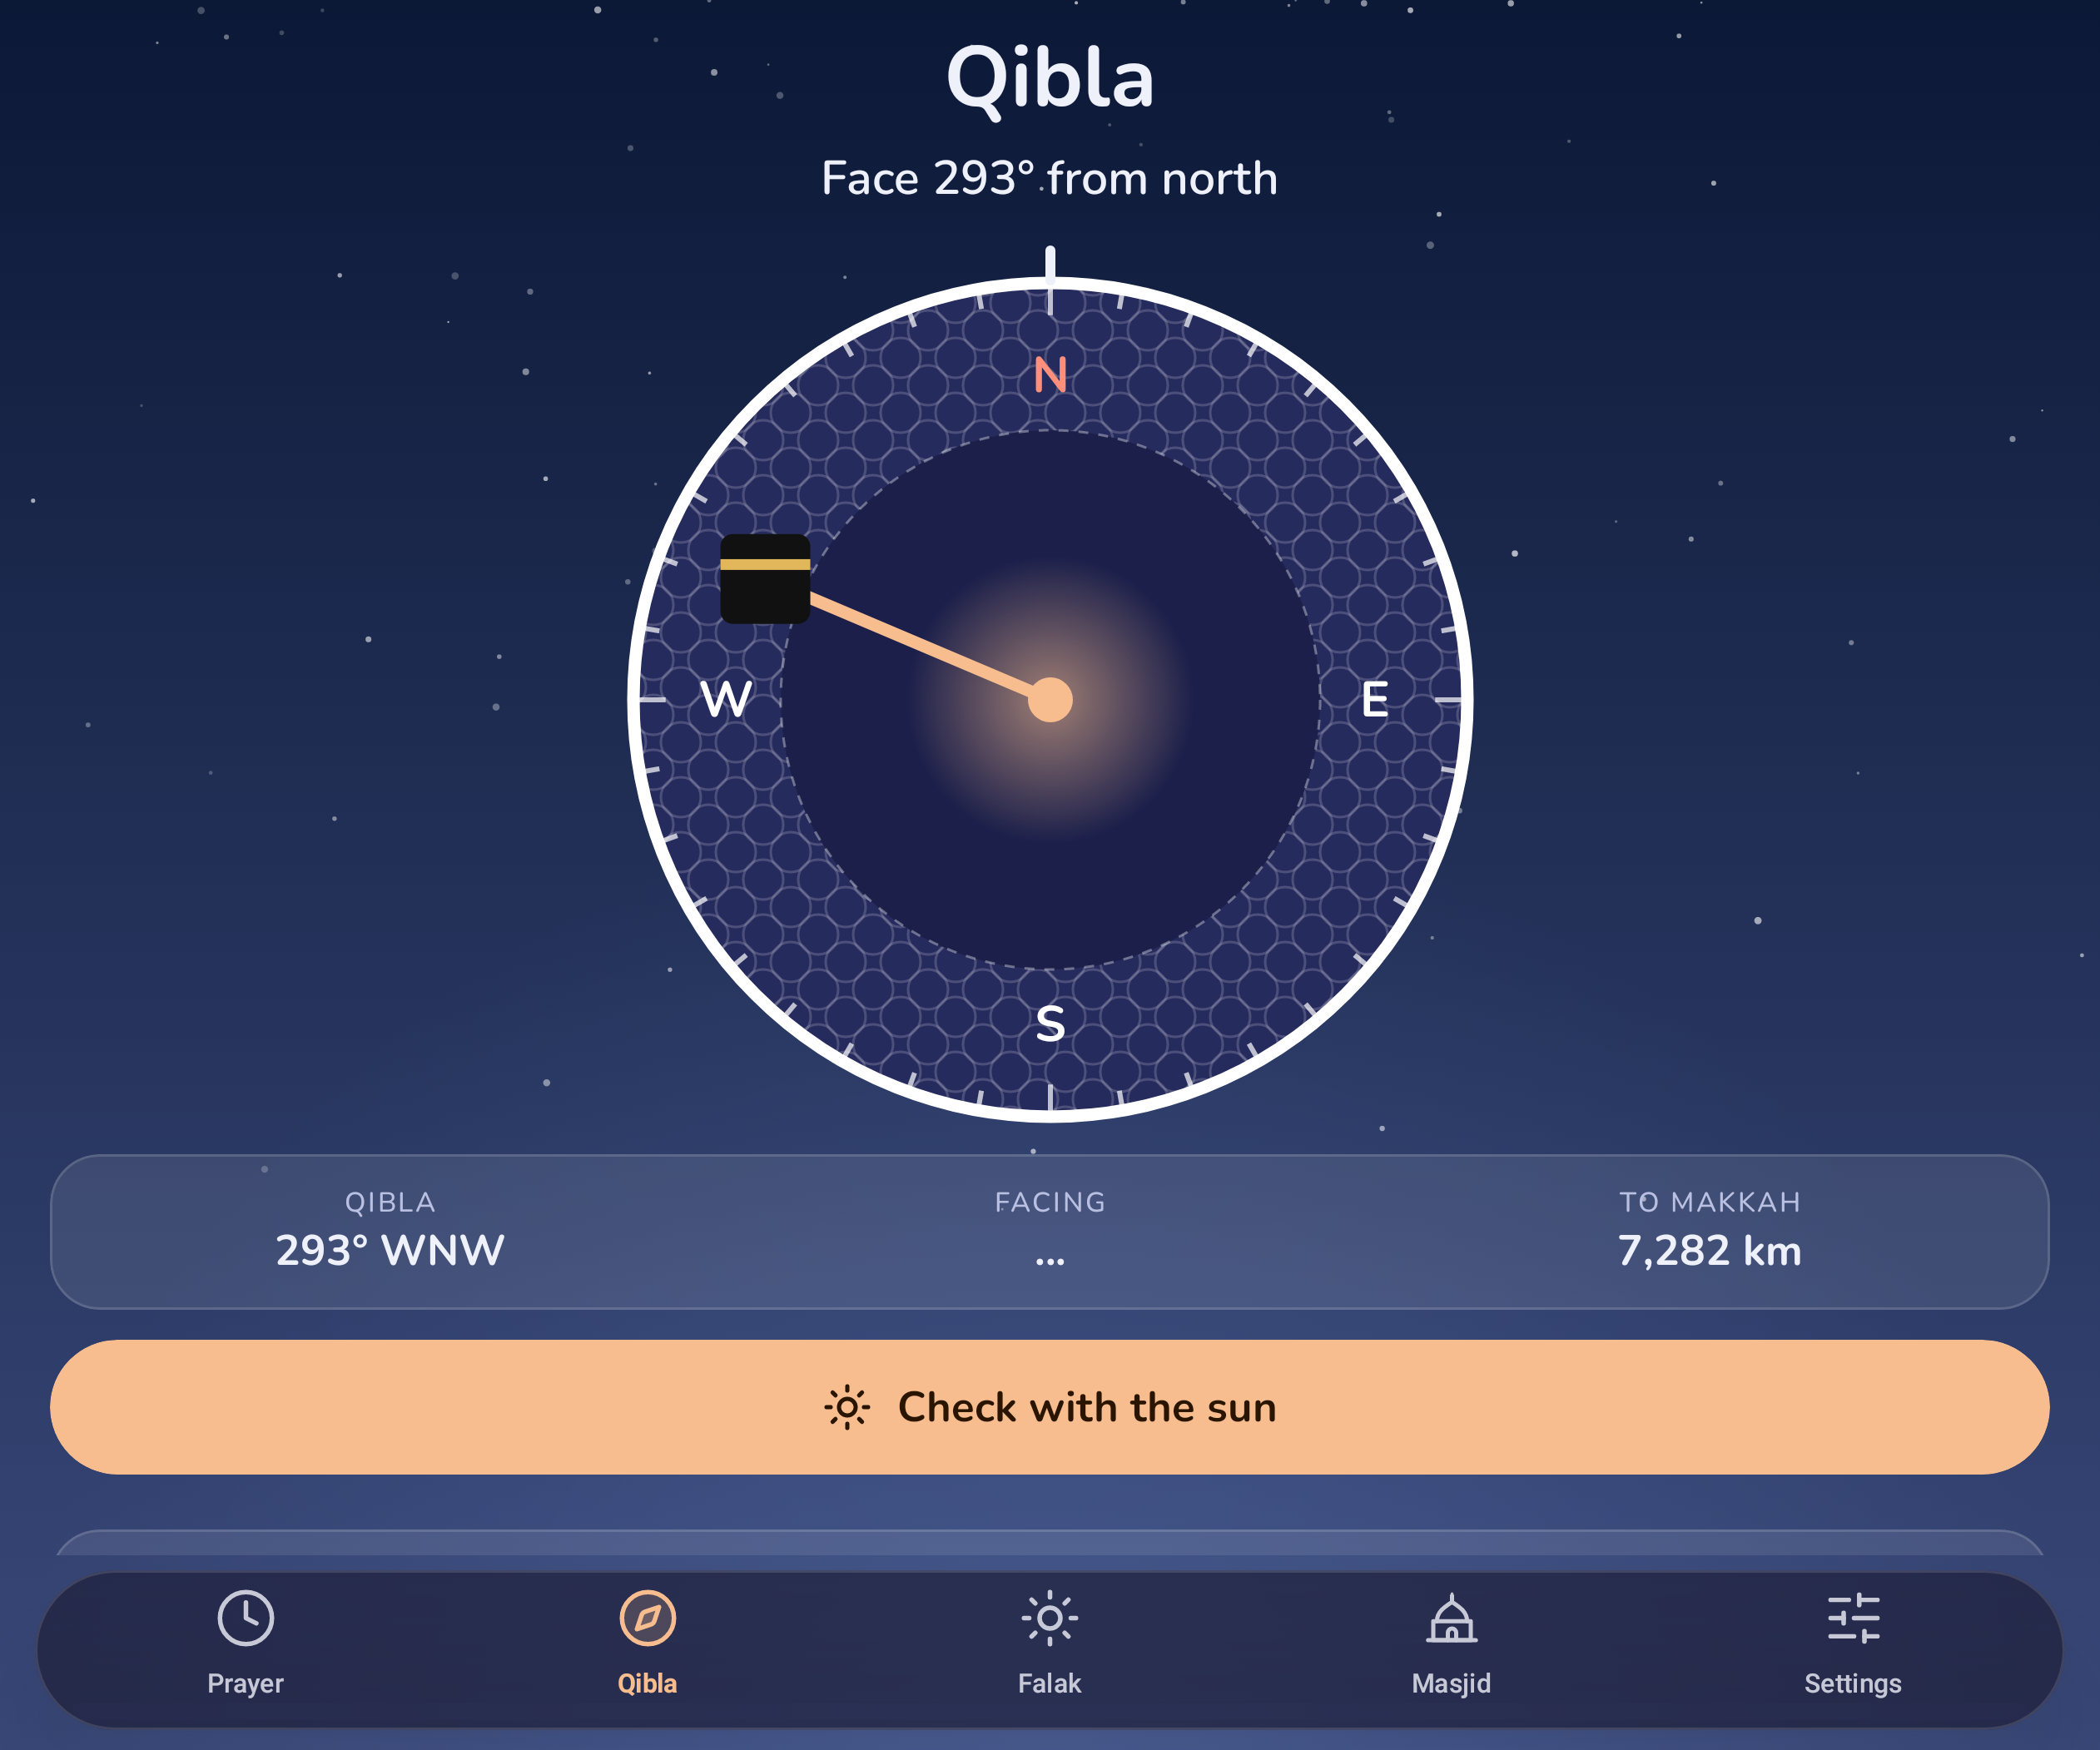 Qibla
Face 293° from north
N
W
E
S
QIBLA
FACING
TO MAKKAH
293° WNW
...
7,282 km
Check with the sun
Prayer
Qibla
Falak
Masjid
Settings